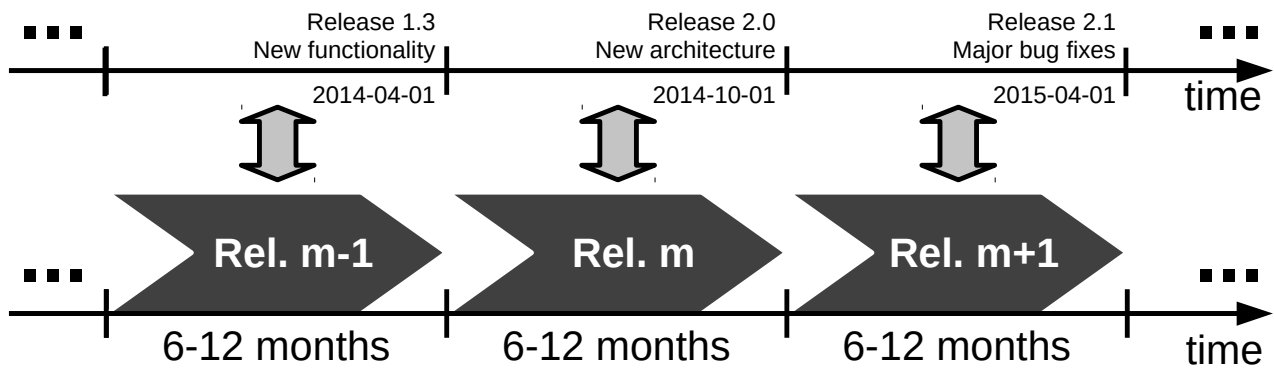 Release 1.3
New functionality
2014-04-01
Release 2.0
New architecture
2014-10-01
Release 2.1
Major bug fixes
2015-04-01
time
Rel. m-1
Rel. m
Rel. m+1
6-12 months
6-12 months
6-12 months
time